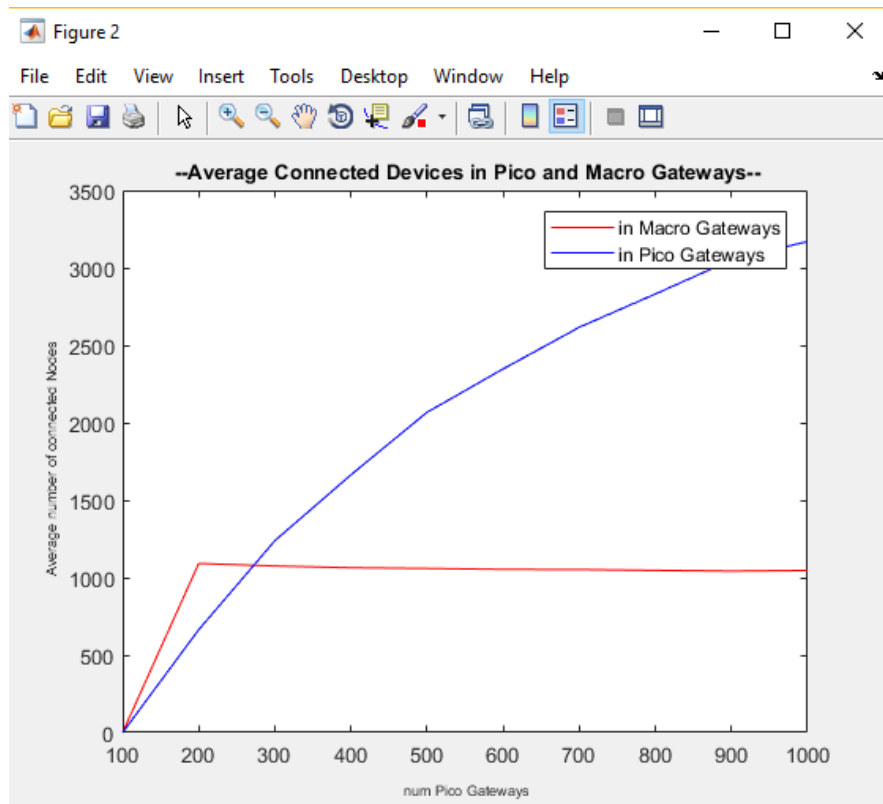 Figure 2
File Edit View Insert Tools Desktop Window Help
--Average Connected Devices in Pico and Macro Gateways--
3500
3000
2500
2000
1500
1000
500
0
Average number of connected Nodes
in Macro Gateways
in Pico Gateways
100 200 300 400 500 600 700 800 900 1000
num Pico Gateways